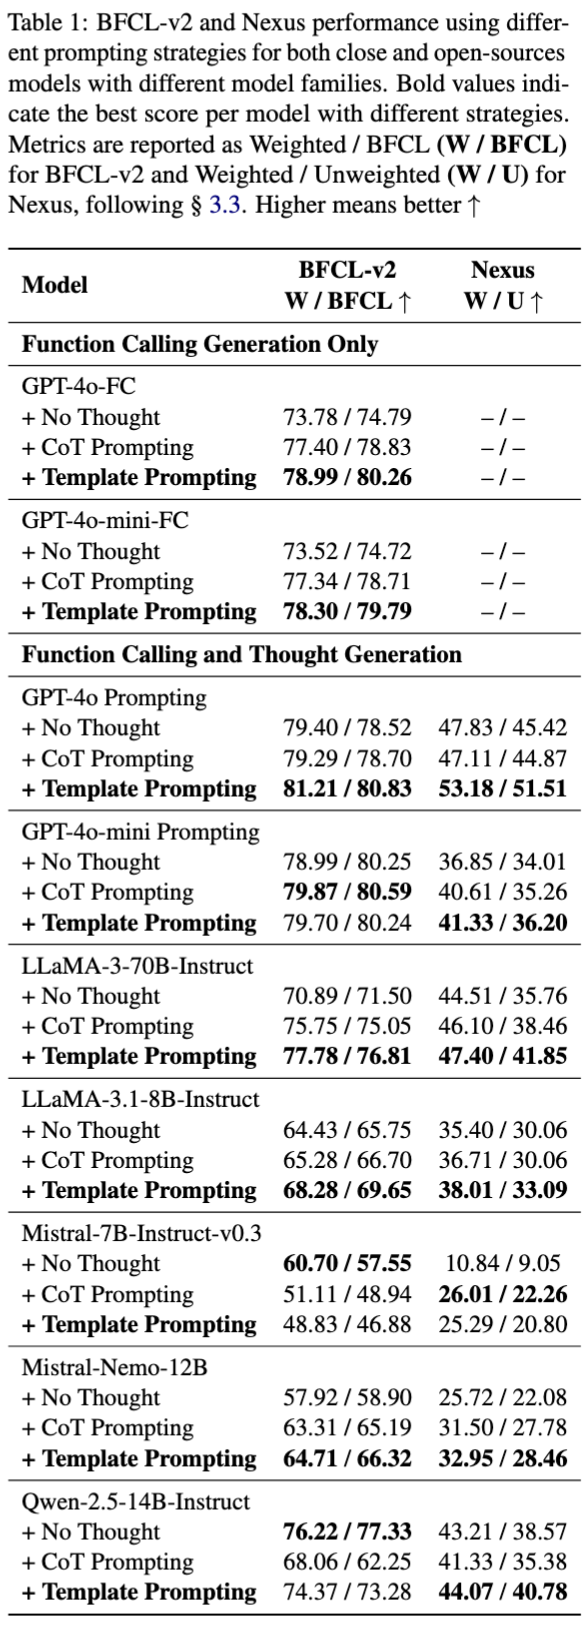 Table 1: BFCL-v2 and Nexus performance using differ-
ent prompting strategies for both close and open-sources
models with different model families. Bold values indi-
cate the best score per model with different strategies.
Metrics are reported as Weighted / BFCL (W / BFCL)
for BFCL-v2 and Weighted / Unweighted (W / U) for
Nexus, following § 3.3. Higher means better ↑
Model BFCL-v2 Nexus
W / BFCL ↑ W / U ↑
Function Calling Generation Only
GPT-4o-FC
+ No Thought 73.78 / 74.79 – / –
+ CoT Prompting 77.40 / 78.83 – / –
+ Template Prompting 78.99 / 80.26 – / –
GPT-4o-mini-FC
+ No Thought 73.52 / 74.72 – / –
+ CoT Prompting 77.34 / 78.71 – / –
+ Template Prompting 78.30 / 79.79 – / –
Function Calling and Thought Generation
GPT-4o Prompting
+ No Thought 79.40 / 78.52 47.83 / 45.42
+ CoT Prompting 79.29 / 78.70 47.11 / 44.87
+ Template Prompting 81.21 / 80.83 53.18 / 51.51
GPT-4o-mini Prompting
+ No Thought 78.99 / 80.25 36.85 / 34.01
+ CoT Prompting 79.87 / 80.59 40.61 / 35.26
+ Template Prompting 79.70 / 80.24 41.33 / 36.20
LLaMA-3-70B-Instruct
+ No Thought 70.89 / 71.50 44.51 / 35.76
+ CoT Prompting 75.75 / 75.05 46.10 / 38.46
+ Template Prompting 77.78 / 76.81 47.40 / 41.85
LLaMA-3.1-8B-Instruct
+ No Thought 64.43 / 65.75 35.40 / 30.06
+ CoT Prompting 65.28 / 66.70 36.71 / 30.06
+ Template Prompting 68.28 / 69.65 38.01 / 33.09
Mistral-7B-Instruct-v0.3
+ No Thought 60.70 / 57.55 10.84 / 9.05
+ CoT Prompting 51.11 / 48.94 26.01 / 22.26
+ Template Prompting 48.83 / 46.88 25.29 / 20.80
Mistral-Nemo-12B
+ No Thought 57.92 / 58.90 25.72 / 22.08
+ CoT Prompting 63.31 / 65.19 31.50 / 27.78
+ Template Prompting 64.71 / 66.32 32.95 / 28.46
Qwen-2.5-14B-Instruct
+ No Thought 76.22 / 77.33 43.21 / 38.57
+ CoT Prompting 68.06 / 62.25 41.33 / 35.38
+ Template Prompting 74.37 / 73.28 44.07 / 40.78